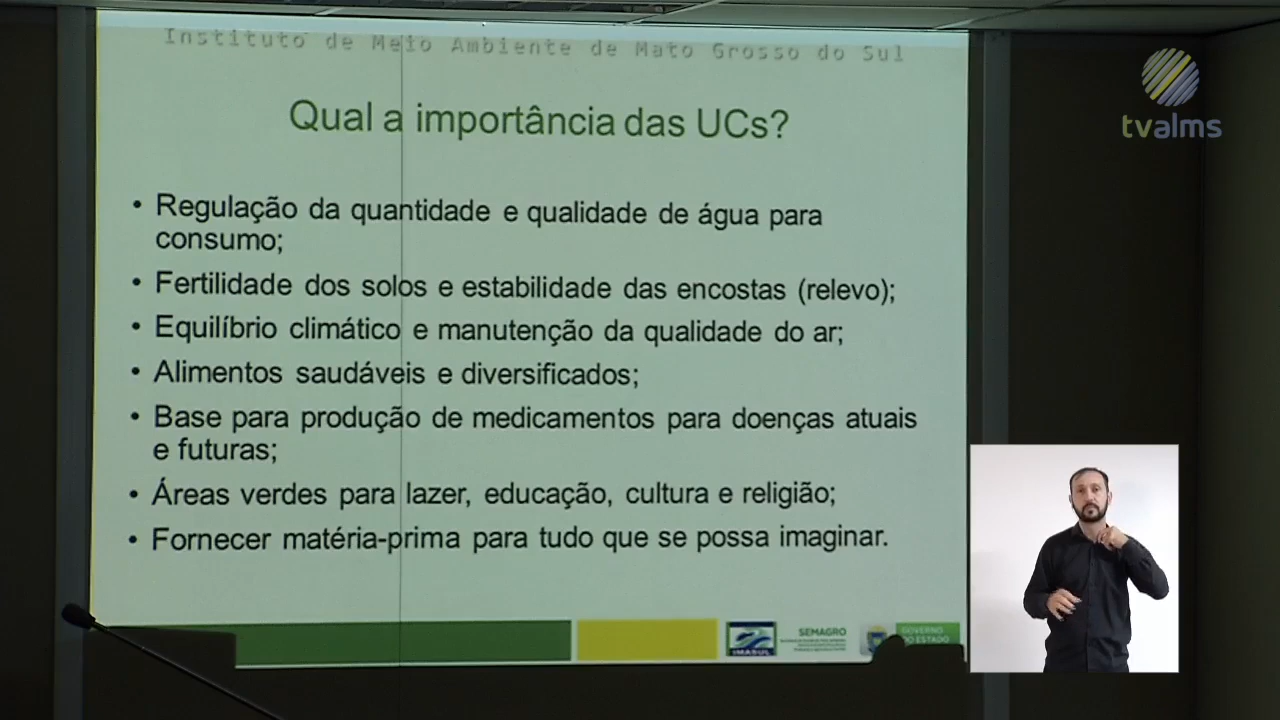 Instituto de Meio Ambiente de Mato Grosso do Sul
tvalms
Qual a importância das UCs?
• Regulação da quantidade e qualidade de água para
consumo;
• Fertilidade dos solos e estabilidade das encostas (relevo);
• Equilíbrio climático e manutenção da qualidade do ar;
• Alimentos saudáveis e diversificados;
• Base para produção de medicamentos para doenças atuais
e futuras;
• Áreas verdes para lazer, educação, cultura e religião;
• Fornecer matéria-prima para tudo que se possa imaginar.
IMASUL
SEMAGRO
GOVERNO
DO ESTADO